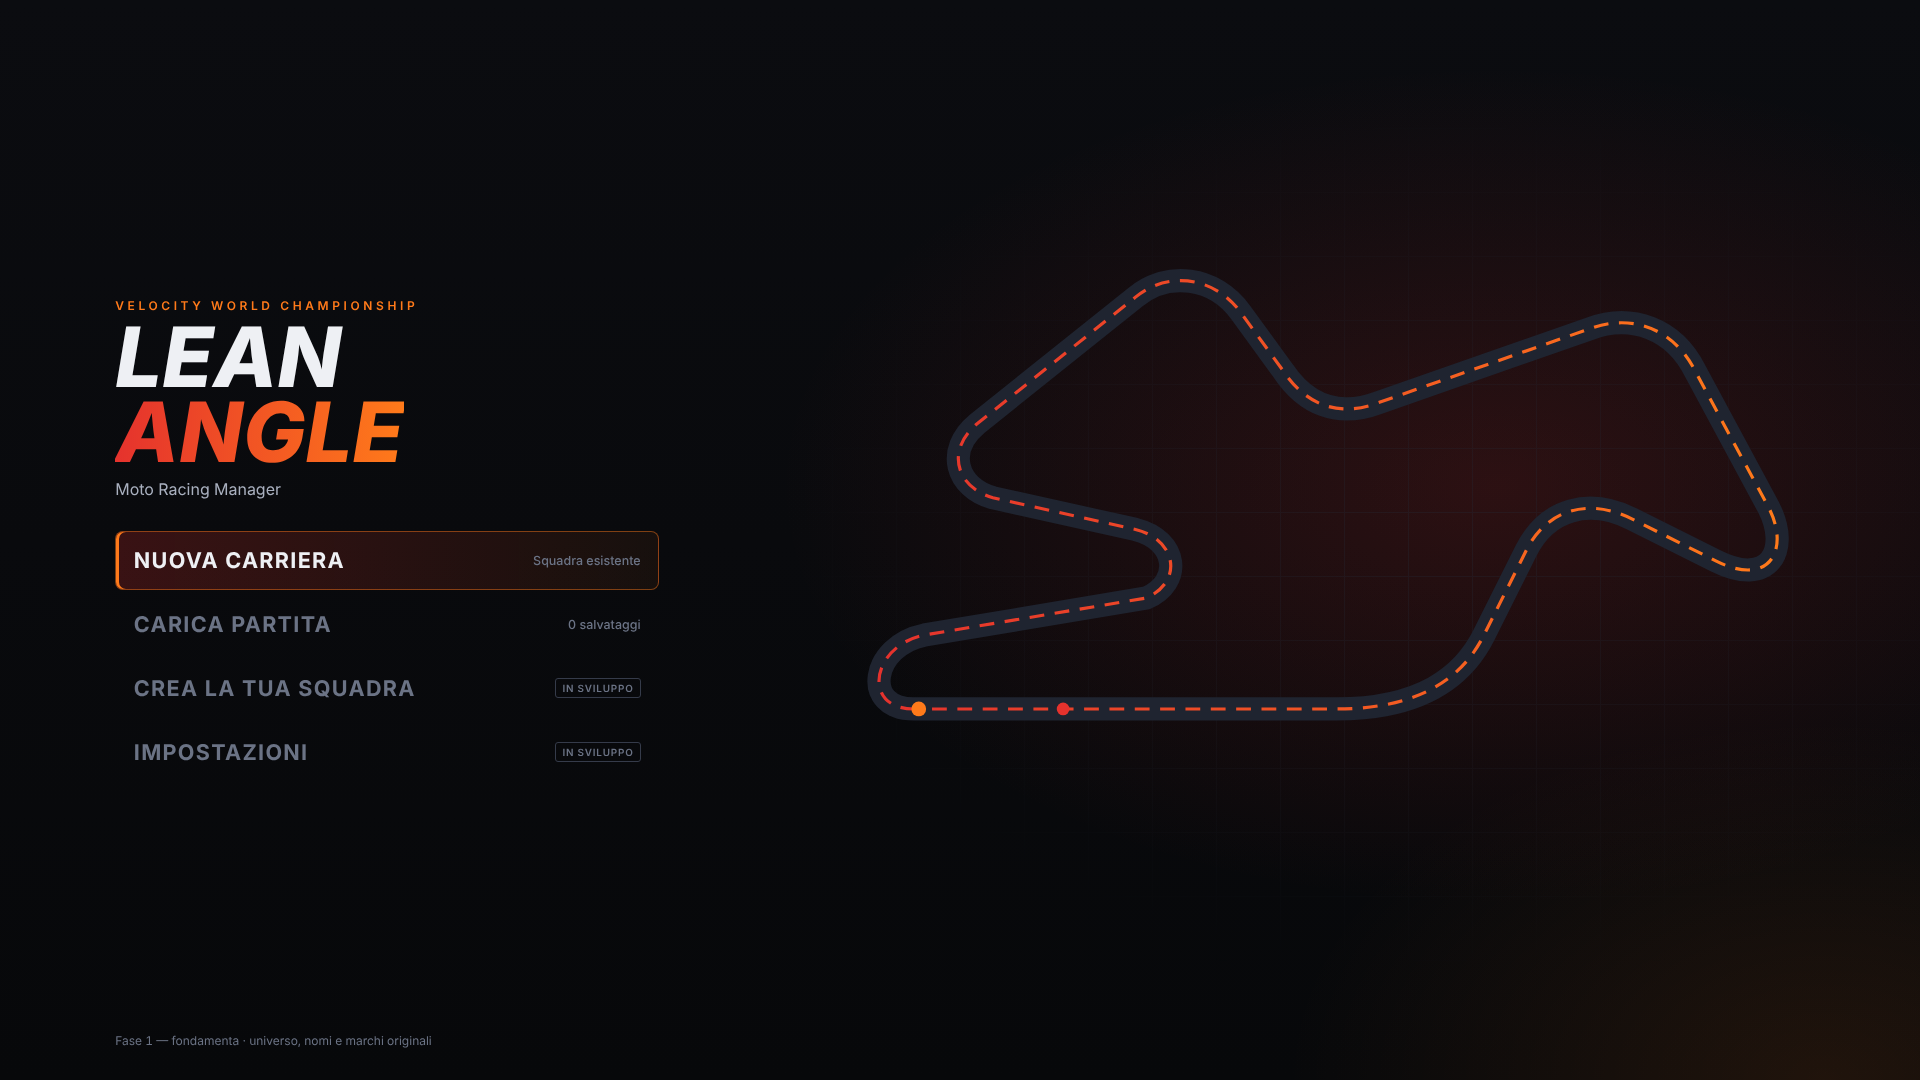 VELOCITY WORLD CHAMPIONSHIP
LEAN
ANGLE
Moto Racing Manager
NUOVA CARRIERA Squadra esistente
CARICA PARTITA 0 salvataggi
CREA LA TUA SQUADRA IN SVILUPPO
IMPOSTAZIONI IN SVILUPPO
Fase 1 — fondamenta · universo, nomi e marchi originali